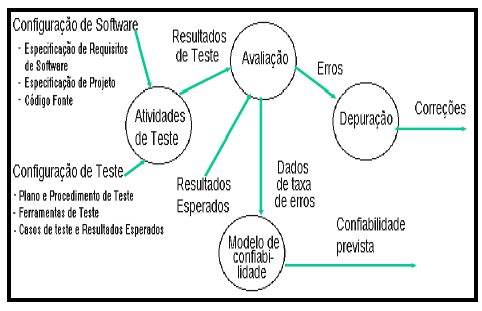 Configuração de Software
- Especificação de Requisitos
de Software
- Especificação de Projeto
- Código Fonte
Resultados
de Teste
Avaliação
Erros
Atividades
de Teste
Depuração
Correções
Configuração de Teste
- Plano e Procedimento de Teste
- Ferramentas de Teste
- Casos de teste e Resultados Esperados
Resultados
Esperados
Dados
de taxa
de erros
Modelo de
confiabi-
lidade
Confiabilidade
prevista